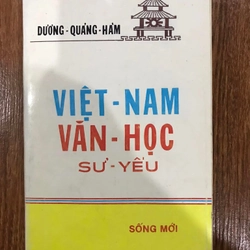 DƯƠNG-QUẢNG-HÀM
VIỆT-NAM
VĂN-HỌC
SỬ-YẾU
SỐNG MỚI